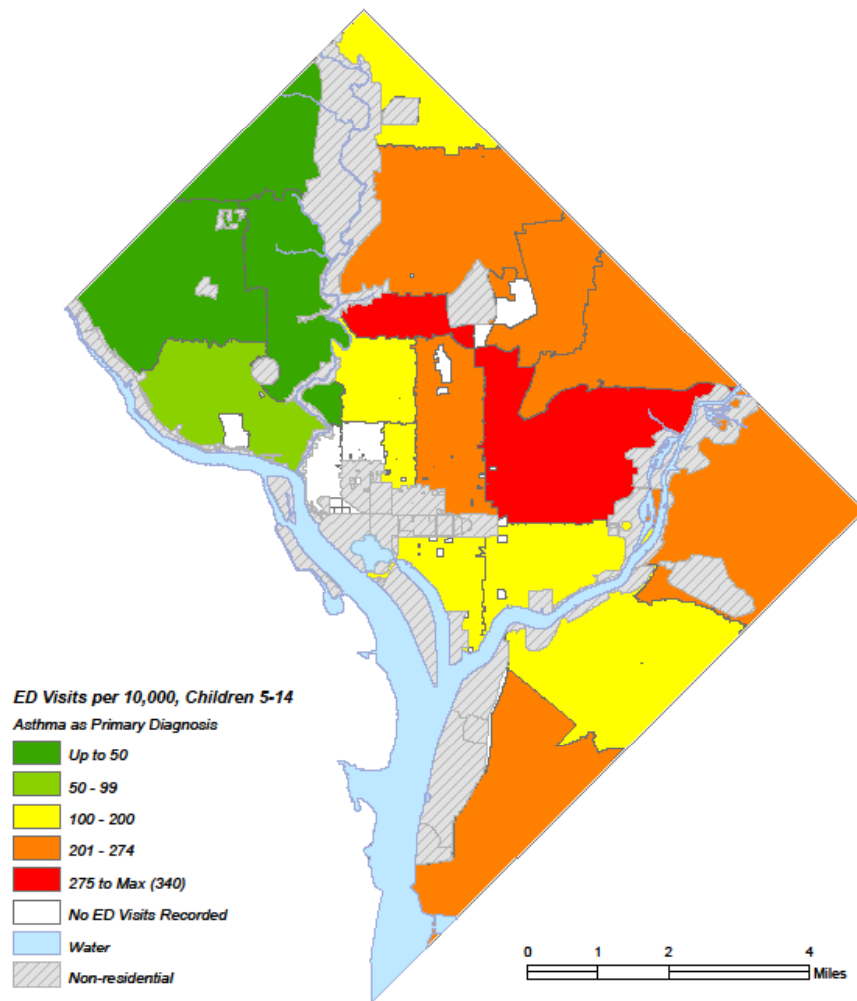 ED Visits per 10,000, Children 5-14
Asthma as Primary Diagnosis
Up to 50
50 - 99
100 - 200
201 - 274
275 to Max (340)
No ED Visits Recorded
Water
Non-residential
0 1 2 4
Miles